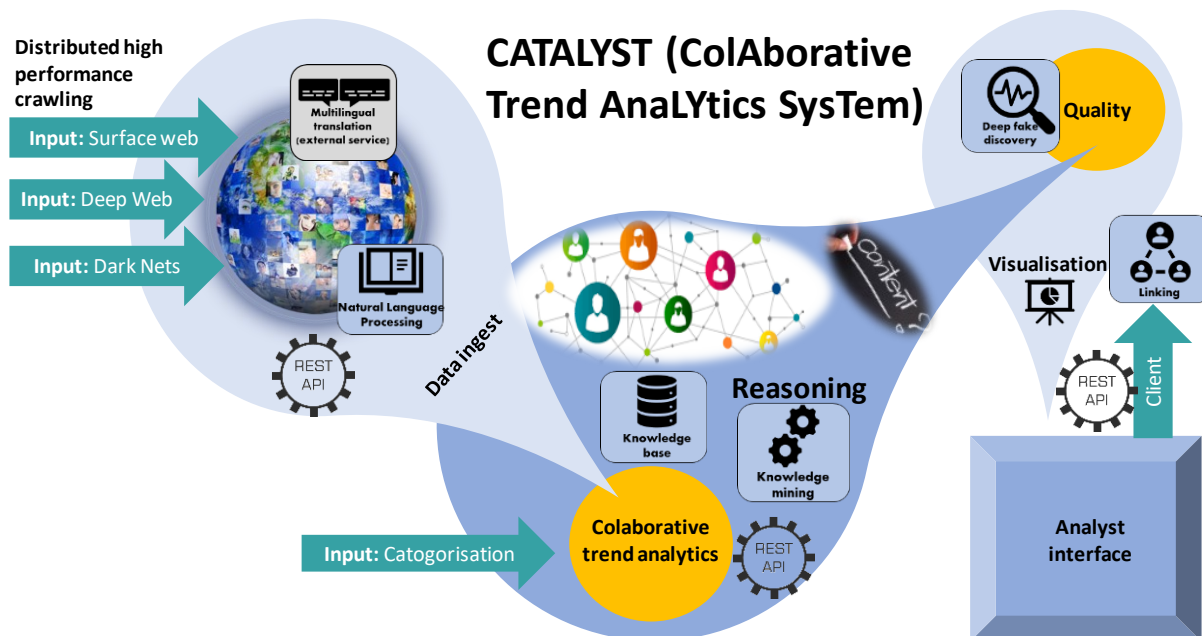 Distributed high
performance
crawling
Input: Surface web
Input: Deep Web
Input: Dark Nets
Multilingual
translation
(external service)
Natural Language
Processing
REST
API
Data ingest
CATALYST (ColAborative
Trend AnaLYtics SysTem)
Content
Knowledge
base
Reasoning
Knowledge
mining
Input: Catogorisation
Colaborative
trend analytics
REST
API
Deep fake
discovery
Quality
Visualisation
Linking
REST
API
Client
Analyst
interface